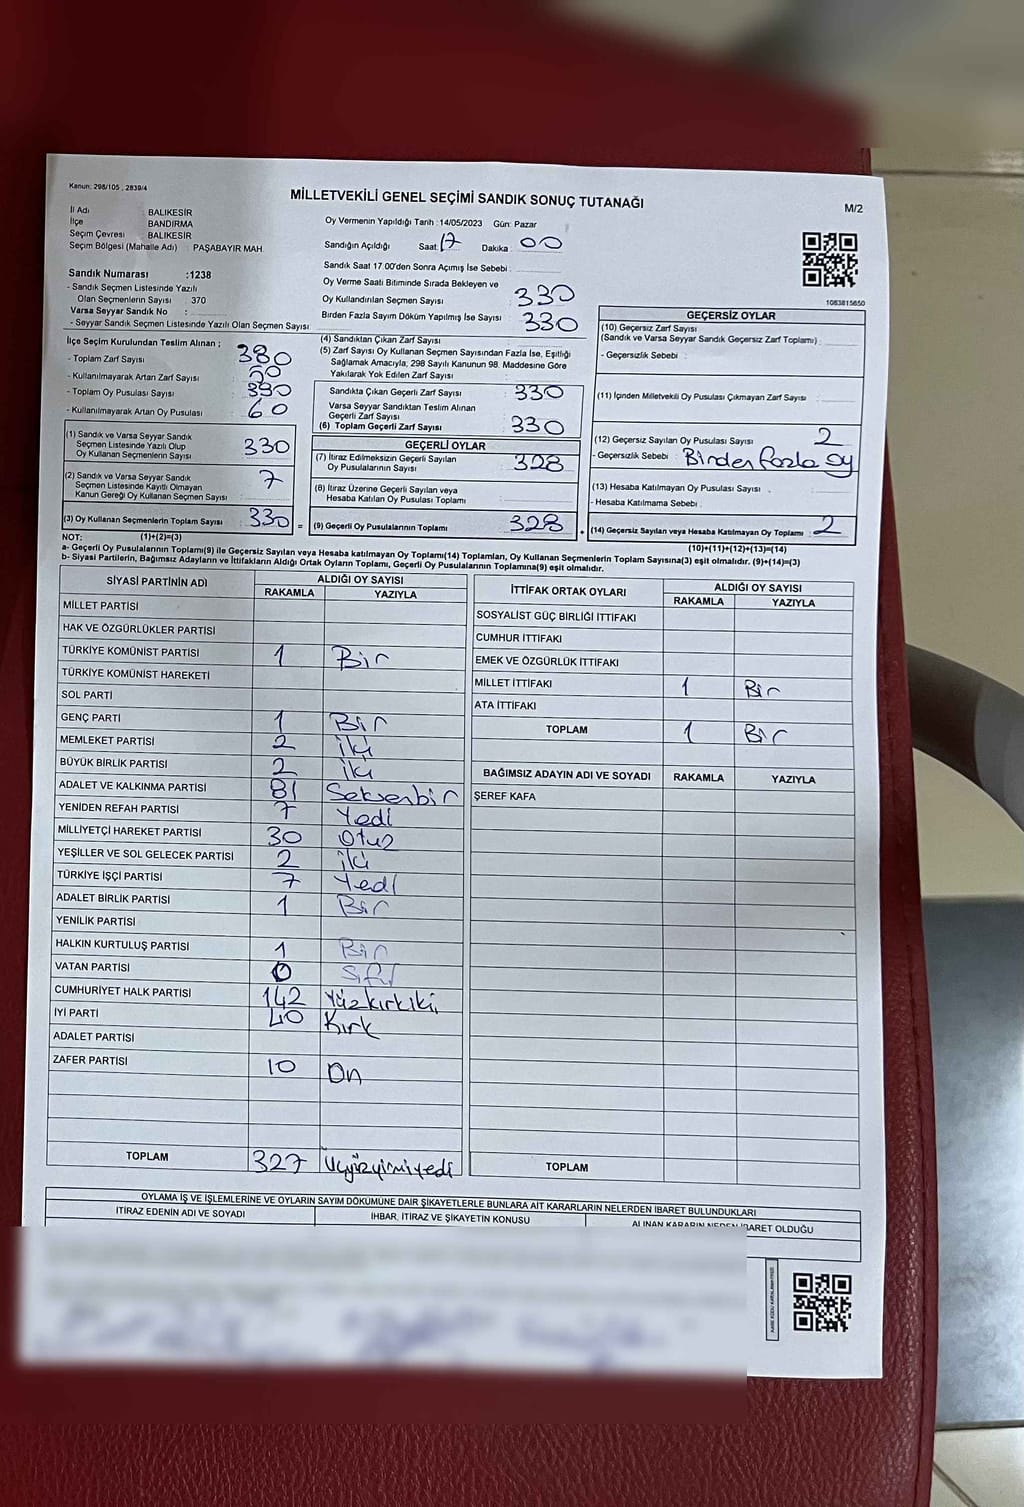 Kanun: 298/105 , 2839/4
MİLLETVEKİLİ GENEL SEÇİMİ SANDIK SONUÇ TUTANAĞI
M/2
İl Adı BALIKESİR
İlçe BANDIRMA
Seçim Çevresi BALIKESİR
Seçim Bölgesi (Mahalle Adı) : PAŞABAYIR MAH.
Oy Vermenin Yapıldığı Tarih :14/05/2023 Gün: Pazar
Sandığın Açıldığı Saat: 17 Dakika : 00
Sandık Saat 17.00'den Sonra Açımış İse Sebebi :
Oy Verme Saati Bitiminde Sırada Bekleyen ve
Oy Kullandırılan Seçmen Sayısı 330
Birden Fazla Sayım Döküm Yapılmış İse Sayısı 330
Sandık Numarası :1238
- Sandık Seçmen Listesinde Yazılı
Olan Seçmenlerin Sayısı : 370
Varsa Seyyar Sandık No :
- Seyyar Sandık Seçmen Listesinde Yazılı Olan Seçmen Sayısı :
1083815650
İlçe Seçim Kurulundan Teslim Alınan ;
- Toplam Zarf Sayısı 380
- Kullanılmayarak Artan Zarf Sayısı 50
- Toplam Oy Pusulası Sayısı 390
- Kullanılmayarak Artan Oy Pusulası 60
(1) Sandık ve Varsa Seyyar Sandık
Seçmen Listesinde Yazılı Olup
Oy Kullanan Seçmenlerin Sayısı 330
(2) Sandık ve Varsa Seyyar Sandık
Seçmen Listesinde Kayıtlı Olmayan
Kanun Gereği Oy Kullanan Seçmen Sayısı : 7
(3) Oy Kullanan Seçmenlerin Toplam Sayısı : 330 =
(4) Sandıktan Çıkan Zarf Sayısı
(5) Zarf Sayısı Oy Kullanan Seçmen Sayısından Fazla İse, Eşitliği
Sağlamak Amacıyla, 298 Sayılı Kanunun 98. Maddesine Göre
Yakılarak Yok Edilen Zarf Sayısı :
Sandıkta Çıkan Geçerli Zarf Sayısı 330
Varsa Seyyar Sandıktan Teslim Alınan
Geçerli Zarf Sayısı
(6) Toplam Geçerli Zarf Sayısı 330
GEÇERLİ OYLAR
(7) İtiraz Edilmeksizin Geçerli Sayılan
Oy Pusulalarının Sayısı 328
(8) İtiraz Üzerine Geçerli Sayılan veya
Hesaba Katılan Oy Pusulası Toplamı :
(9) Geçerli Oy Pusulalarının Toplamı 328 +
GEÇERSİZ OYLAR
(10) Geçersiz Zarf Sayısı
(Sandık ve Varsa Seyyar Sandık Geçersiz Zarf Toplamı) :
- Geçersizlik Sebebi :
(11) İçinden Milletvekili Oy Pusulası Çıkmayan Zarf Sayısı :
(12) Geçersiz Sayılan Oy Pusulası Sayısı 2
- Geçersizlik Sebebi : Birden fazla oy
(13) Hesaba Katılmayan Oy Pusulası Sayısı :
- Hesaba Katılmama Sebebi :
(14) Geçersiz Sayılan veya Hesaba Katılmayan Oy Toplamı : 2
NOT: (1)+(2)=(3)
(10)+(11)+(12)+(13)=(14)
a- Geçerli Oy Pusulalarının Toplamı(9) ile Geçersiz Sayılan veya Hesaba katılmayan Oy Toplamı(14) Toplamları, Oy Kullanan Seçmenlerin Toplam Sayısına(3) eşit olmalıdır. (9)+(14)=(3)
b- Siyasi Partilerin, Bağımsız Adayların ve İttifakların Aldığı Ortak Oyların Toplamı, Geçerli Oy Pusulalarının Toplamına(9) eşit olmalıdır.
SİYASİ PARTİNİN ADI ALDIĞI OY SAYISI
RAKAMLA YAZIYLA
MİLLET PARTİSİ
HAK VE ÖZGÜRLÜKLER PARTİSİ
TÜRKİYE KOMÜNİST PARTİSİ 1 Bir
TÜRKİYE KOMÜNİST HAREKETİ
SOL PARTİ
GENÇ PARTİ 1 Bir
MEMLEKET PARTİSİ 2 iki
BÜYÜK BİRLİK PARTİSİ 2 iki
ADALET VE KALKINMA PARTİSİ 81 Seksenbir
YENİDEN REFAH PARTİSİ 7 Yedi
MİLLİYETÇİ HAREKET PARTİSİ 30 Otuz
YEŞİLLER VE SOL GELECEK PARTİSİ 2 iki
TÜRKİYE İŞÇİ PARTİSİ 7 Yedi
ADALET BİRLİK PARTİSİ 1 Bir
YENİLİK PARTİSİ
HALKIN KURTULUŞ PARTİSİ 1 Bir
VATAN PARTİSİ 0 Sıfır
CUMHURİYET HALK PARTİSİ 142 Yüzkırkiki
İYİ PARTİ 40 Kırk
ADALET PARTİSİ
ZAFER PARTİSİ 10 On
TOPLAM 327 Üçyüzyirmiyedi
İTTİFAK ORTAK OYLARI ALDIĞI OY SAYISI
RAKAMLA YAZIYLA
SOSYALİST GÜÇ BİRLİĞİ İTTİFAKI
CUMHUR İTTİFAKI
EMEK VE ÖZGÜRLÜK İTTİFAKI
MİLLET İTTİFAKI 1 Bir
ATA İTTİFAKI
TOPLAM 1 Bir
BAĞIMSIZ ADAYIN ADI VE SOYADI RAKAMLA YAZIYLA
ŞEREF KAFA
TOPLAM
OYLAMA İŞ VE İŞLEMLERİNE VE OYLARIN SAYIM DÖKÜMÜNE DAİR ŞİKAYETLERLE BUNLARA AİT KARARLARIN NELERDEN İBARET BULUNDUKLARI
İTİRAZ EDENİN ADI VE SOYADI İHBAR, İTİRAZ VE ŞİKAYETİN KONUSU ALINAN KARARIN NEDEN İBARET OLDUĞU